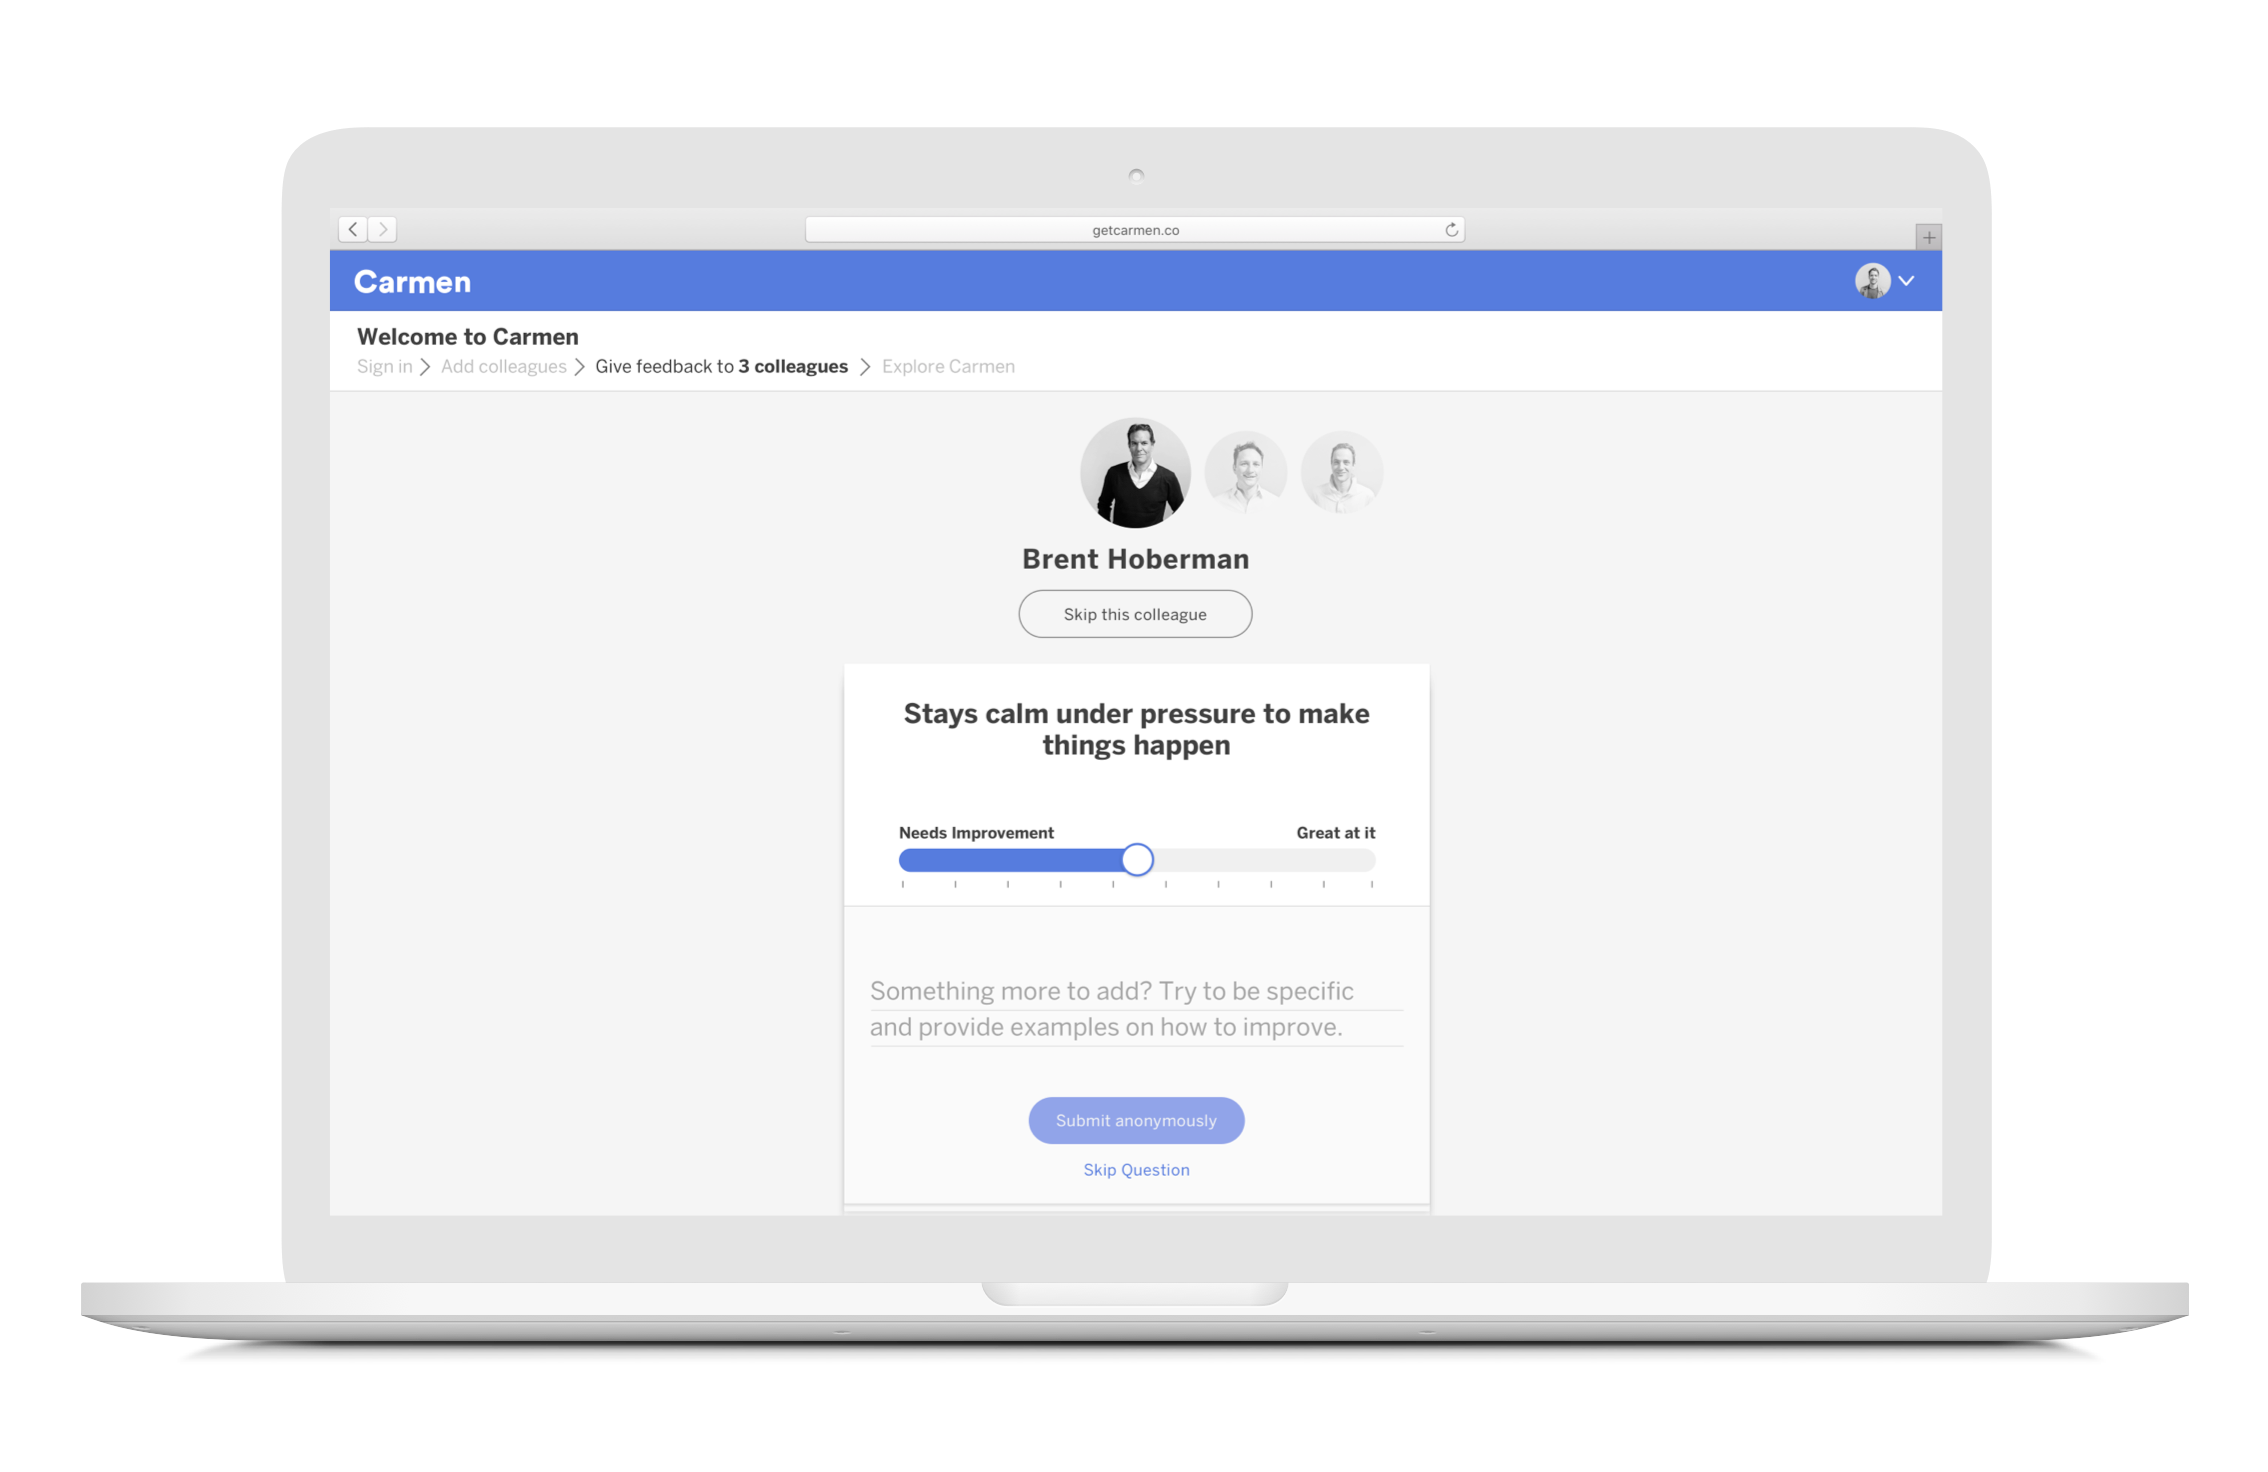 getcarmen.co
Carmen
Welcome to Carmen
Sign in > Add colleagues > Give feedback to 3 colleagues > Explore Carmen
Brent Hoberman
Skip this colleague
Stays calm under pressure to make
things happen
Needs Improvement Great at it
Something more to add? Try to be specific
and provide examples on how to improve.
Submit anonymously
Skip Question